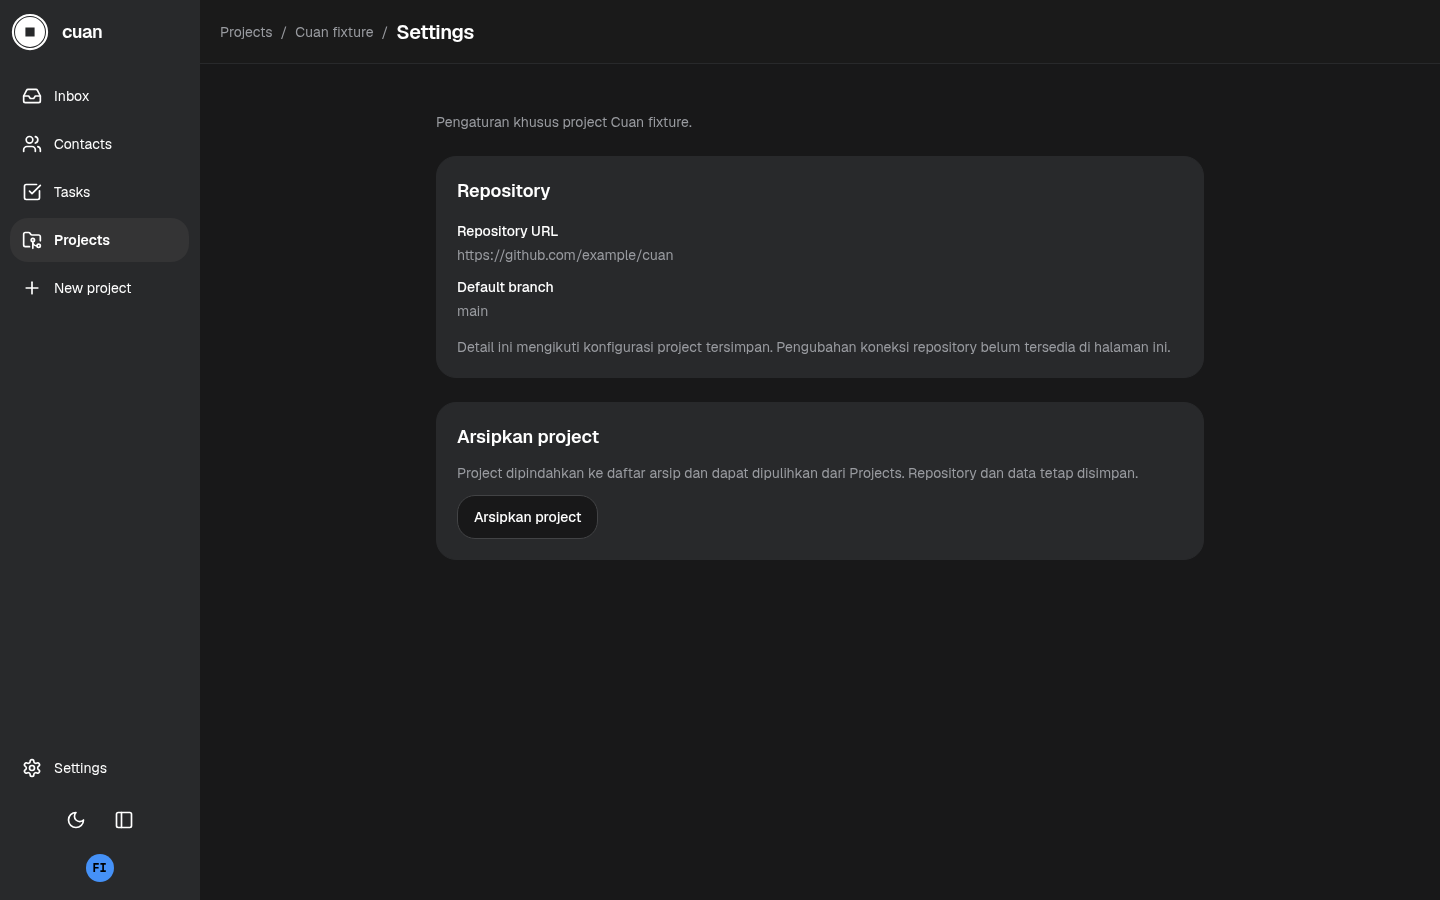 cuan
Inbox
Contacts
Tasks
Projects
New project
Settings
FI
Projects / Cuan fixture / Settings
Pengaturan khusus project Cuan fixture.
Repository
Repository URL
https://github.com/example/cuan
Default branch
main
Detail ini mengikuti konfigurasi project tersimpan. Pengubahan koneksi repository belum tersedia di halaman ini.
Arsipkan project
Project dipindahkan ke daftar arsip dan dapat dipulihkan dari Projects. Repository dan data tetap disimpan.
Arsipkan project